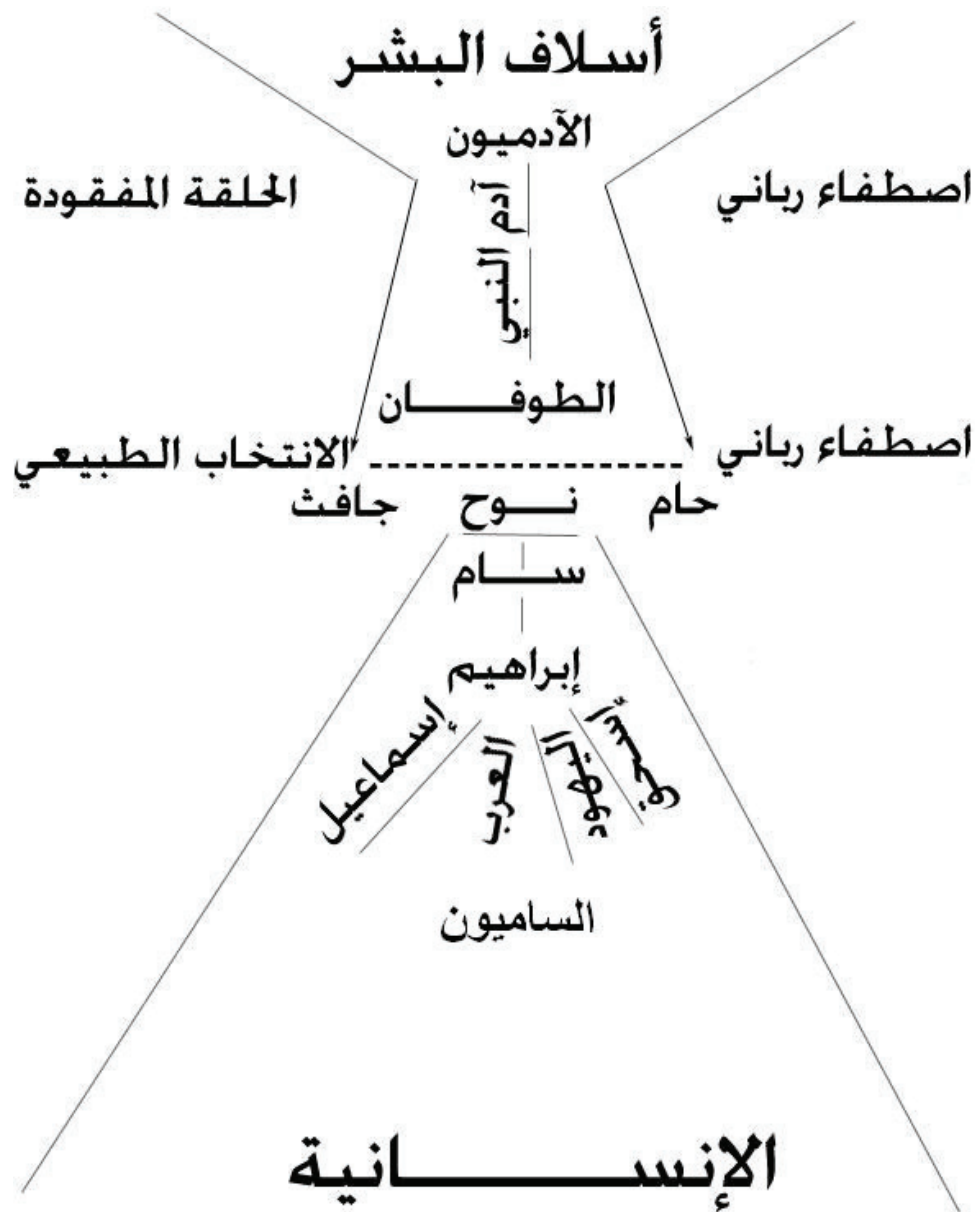 أسلاف البشر
الآدميون
اصطفاء رباني
آدم النبي
الحلقة المفقودة
الطوفان
اصطفاء رباني
الانتخاب الطبيعي
حام
نوح
جافث
سام
إبراهيم
أسحق
اليهود
العرب
إسماعيل
الساميون
الإنسانية